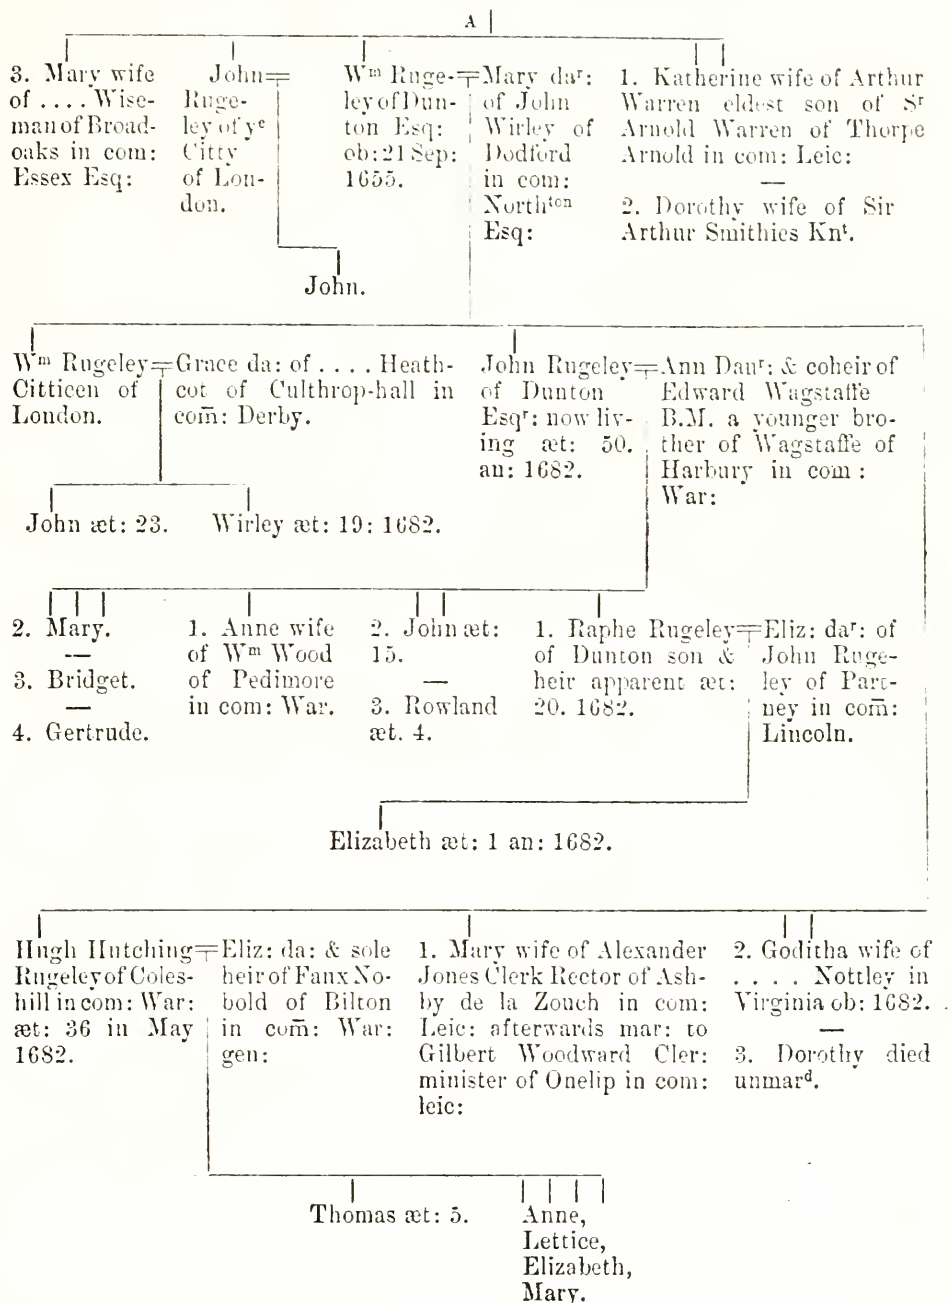 A
3. Mary wife
of .... Wise-
man of Broad-
oaks in com:
Essex Esq:
John
Ruge-
ley of yᵉ
Citty
of Lon-
don.
Wᵐ Ruge-
ley of Dun-
ton Esq:
ob: 21 Sep:
1655.
Mary daʳ:
of John
Wirley of
Dodford
in com:
Northᵗᵒⁿ
Esq:
1. Katherine wife of Arthur
Warren eldest son of Sʳ
Arnold Warren of Thorpe
Arnold in com: Leic:
2. Dorothy wife of Sir
Arthur Smithies Knᵗ.
John.
Wᵐ Rugeley
Citticen of
London.
Grace da: of .... Heath-
cot of Culthrop-hall in
com̄: Derby.
John Rugeley
of Dunton
Esqʳ: now liv-
ing æt: 50.
an: 1682.
Ann Dauʳ: & coheir of
Edward Wagstaffe
B.M. a younger bro-
ther of Wagstaffe of
Harbury in com:
War:
John æt: 23.
Wirley æt: 19: 1682.
2. Mary.
—
3. Bridget.
—
4. Gertrude.
1. Anne wife
of Wᵐ Wood
of Pedimore
in com: War.
2. John æt:
15.
—
3. Rowland
æt. 4.
1. Raphe Rugeley
of Dunton son &
heir apparent æt:
20. 1682.
Eliz: daʳ: of
John Ruge-
ley of Part-
ney in com̄:
Lincoln.
Elizabeth æt: 1 an: 1682.
Hugh Hutching
Rugeley of Coles-
hill in com: War:
æt: 36 in May
1682.
Eliz: da: & sole
heir of Faux No-
bold of Bilton
in com̄: War:
gen:
1. Mary wife of Alexander
Jones Clerk Rector of Ash-
by de la Zouch in com:
Leic: afterwards mar: to
Gilbert Woodward Cler:
minister of Onelip in com:
leic:
2. Goditha wife of
.... Nottley in
Virginia ob: 1682.
—
3. Dorothy died
unmarᵈ.
Thomas æt: 5.
Anne,
Lettice,
Elizabeth,
Mary.